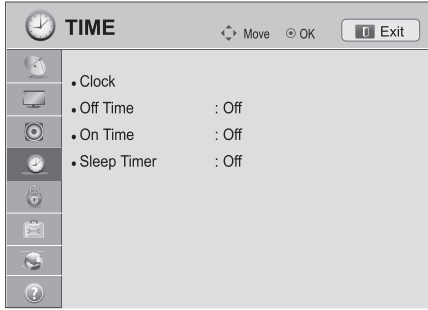 TIME
Move OK Exit
• Clock
• Off Time : Off
• On Time : Off
• Sleep Timer : Off
?